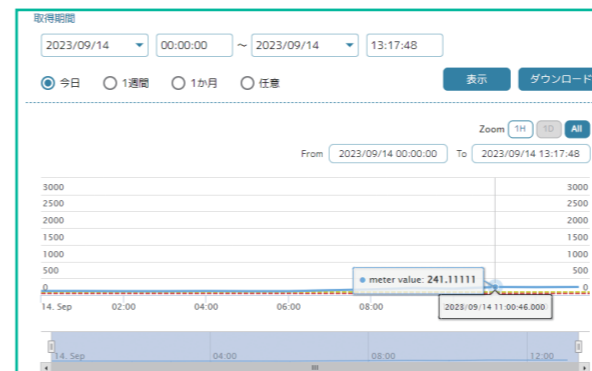 取得期間
2023/09/14 00:00:00 ~ 2023/09/14 13:17:48
今日 1週間 1か月 任意 表示 ダウンロード
Zoom 1H 1D All
From 2023/09/14 00:00:00 To 2023/09/14 13:17:48
3000 3000
2500 2500
2000 2000
1500 1500
1000 1000
500 500
0 0
meter value: 241.11111
14. Sep 02:00 04:00 06:00 08:00 2023/09/14 11:00:46.000
14. Sep 04:00 08:00 12:00